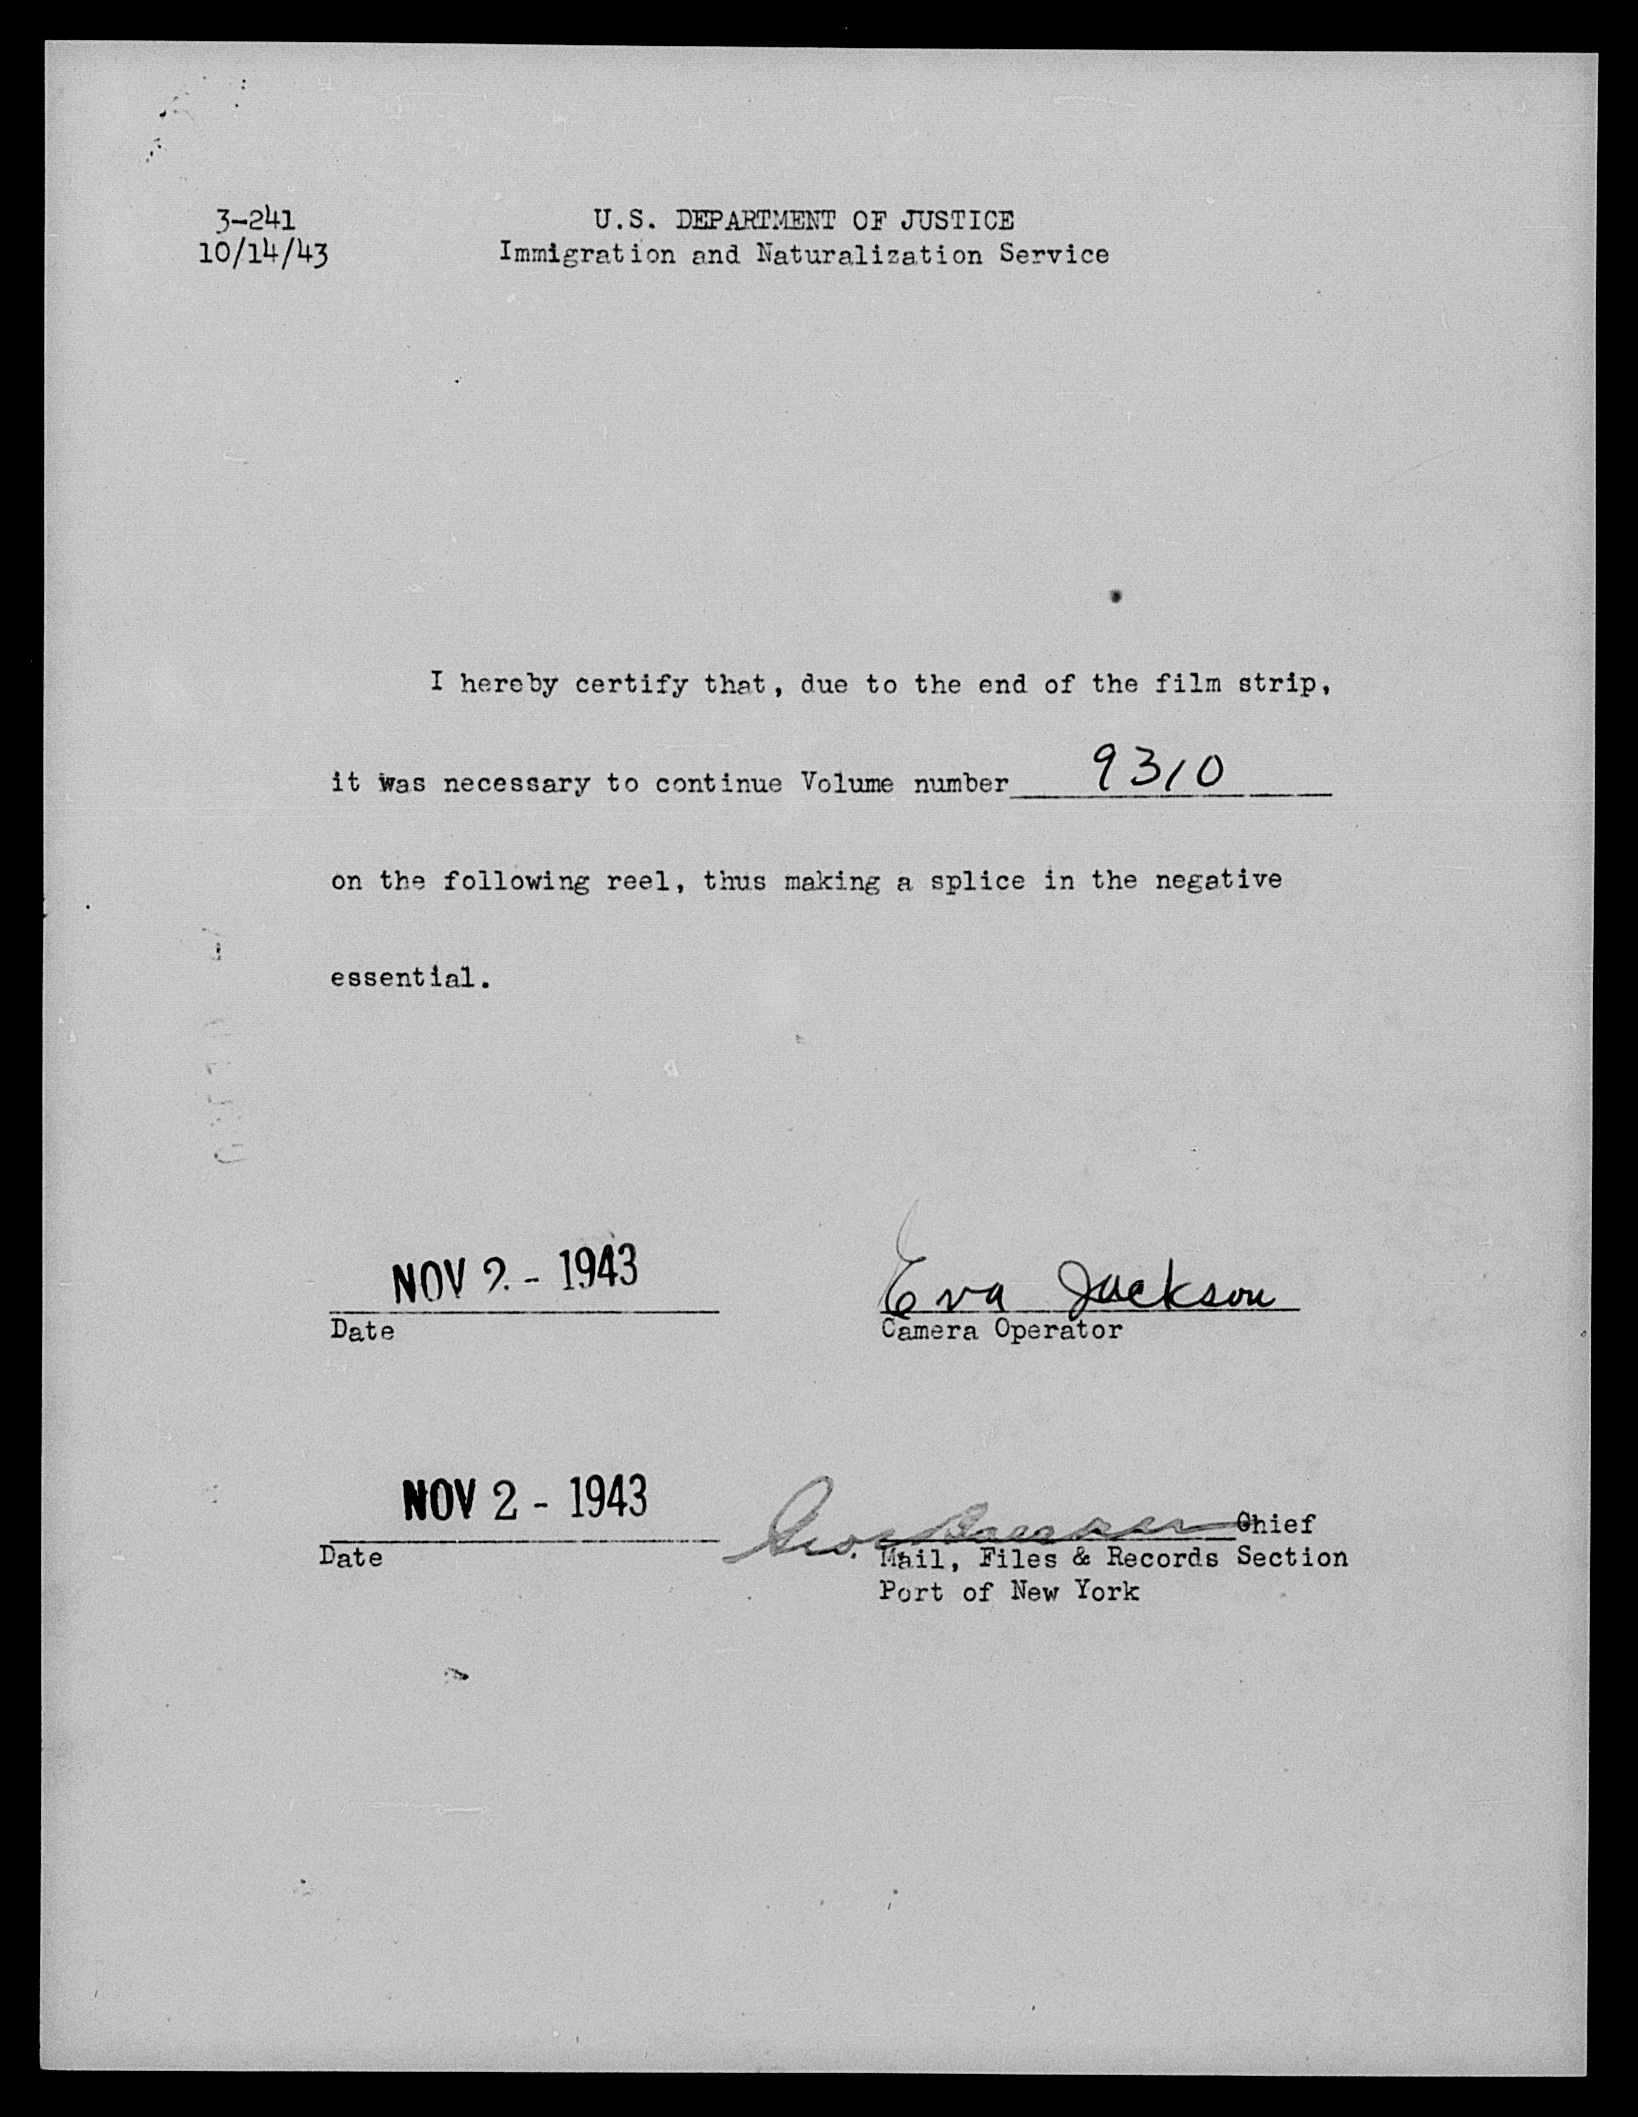 3-241
10/14/43
U.S. DEPARTMENT OF JUSTICE
Immigration and Naturalization Service
I hereby certify that, due to the end of the film strip,
it was necessary to continue Volume number 9310
on the following reel, thus making a splice in the negative
essential.
NOV 2 - 1943
Date
Eva Jackson
Camera Operator
NOV 2 - 1943
Date
Geo. Chief
Mail, Files & Records Section
Port of New York